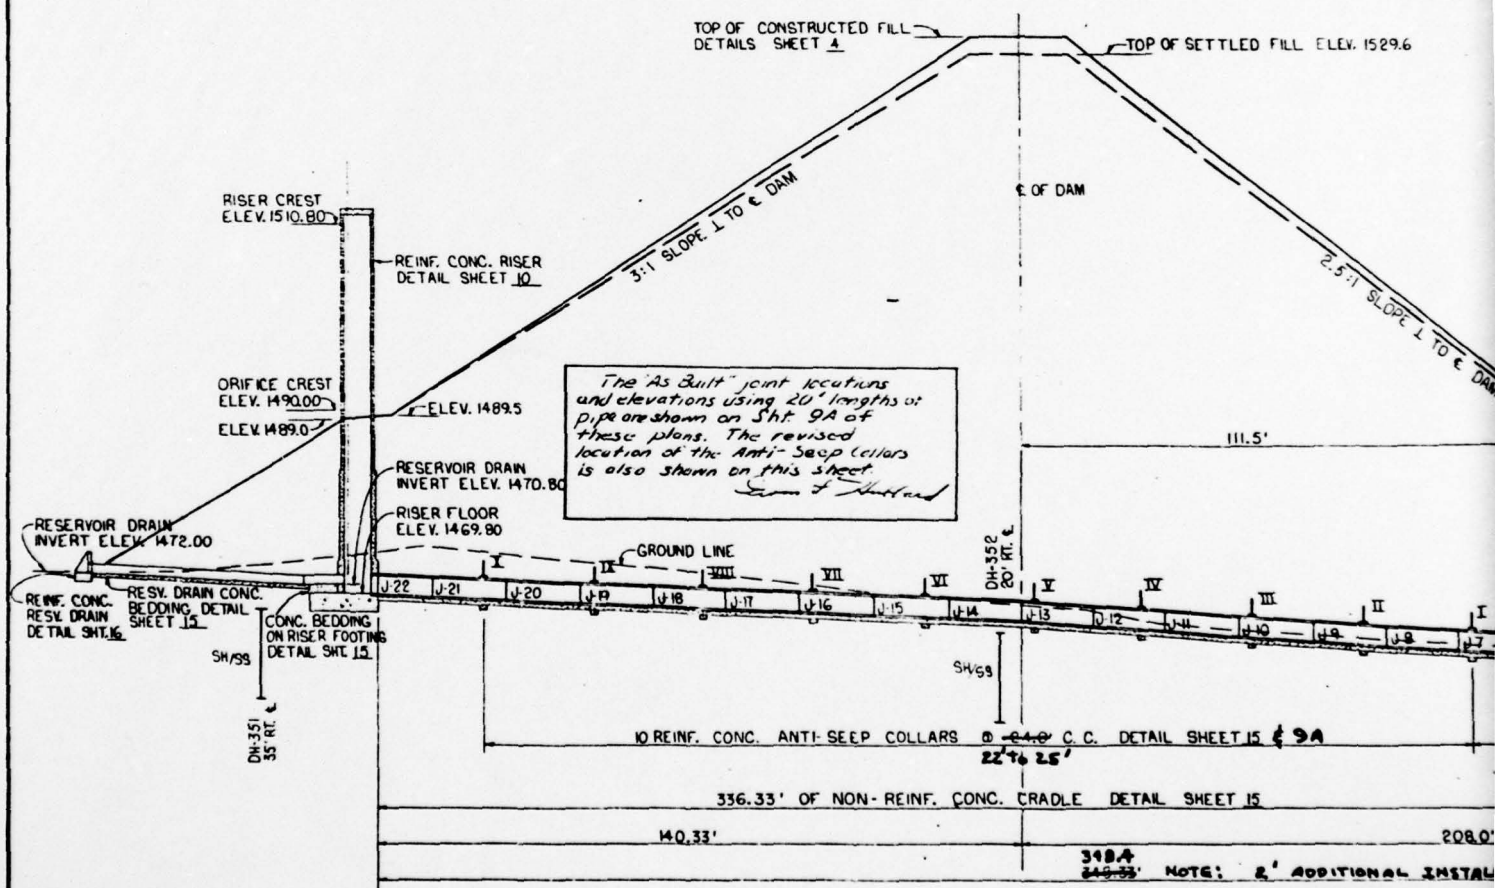 TOP OF CONSTRUCTED FILL
DETAILS SHEET 4
TOP OF SETTLED FILL ELEV. 1529.6
RISER CREST
ELEV. 1510.80
REINF. CONC. RISER
DETAIL SHEET 10
3:1 SLOPE ⊥ TO ℄ DAM
℄ OF DAM
2.5:1 SLOPE ⊥ TO ℄ DAM
ORIFICE CREST
ELEV. 1490.00
ELEV. 1489.0
ELEV. 1489.5
The "As Built" joint locations
and elevations using 20' lengths of
pipe are shown on Sht. 9A of
these plans. The revised
location of the Anti-Seep Collars
is also shown on this sheet.
111.5'
RESERVOIR DRAIN
INVERT ELEV. 1470.80
RISER FLOOR
ELEV. 1469.80
RESERVOIR DRAIN
INVERT ELEV. 1472.00
GROUND LINE
DH-352
20' RT. ℄
X IX VIII VII VI V IV III II I
J-22 J-21 J-20 J-19 J-18 J-17 J-16 J-15 J-14 J-13 J-12 J-11 J-10 J-9 J-8 J-7
REINF. CONC.
RESV. DRAIN
DETAIL SHT. 16
RESV. DRAIN CONC.
BEDDING DETAIL
SHEET 15
CONC. BEDDING
ON RISER FOOTING
DETAIL SHT. 15
SH/SS
DH-351
35' RT. ℄
SH/SS
10 REINF. CONC. ANTI-SEEP COLLARS @ 24.0' C.C. DETAIL SHEET 15 & 9A
22' to 25'
336.33' OF NON-REINF. CONC. CRADLE DETAIL SHEET 15
140.33'
208.0'
348.4
348.33' NOTE: 2' ADDITIONAL INSTAL